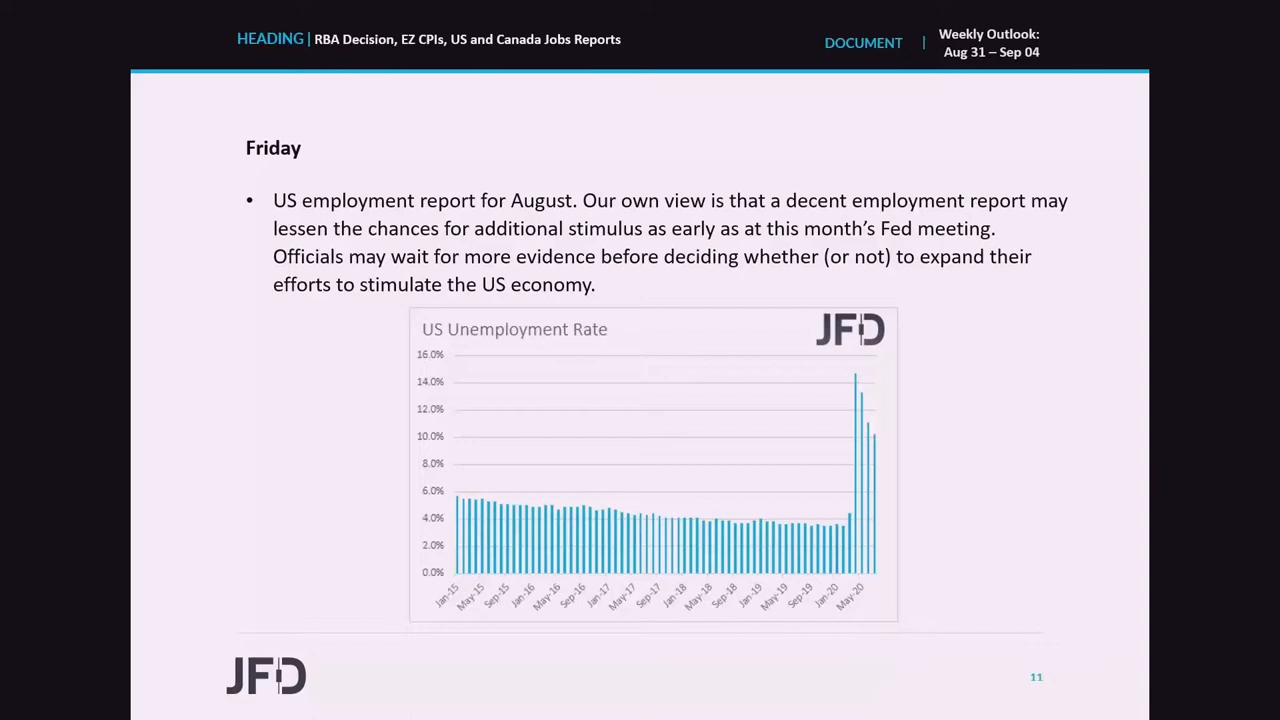 HEADING | RBA Decision, EZ CPIs, US and Canada Jobs Reports
DOCUMENT | Weekly Outlook:
Aug 31 – Sep 04
Friday
• US employment report for August. Our own view is that a decent employment report may
lessen the chances for additional stimulus as early as at this month’s Fed meeting.
Officials may wait for more evidence before deciding whether (or not) to expand their
efforts to stimulate the US economy.
US Unemployment Rate
JFD
16.0%
14.0%
12.0%
10.0%
8.0%
6.0%
4.0%
2.0%
0.0%
Jan-15
May-15
Sep-15
Jan-16
May-16
Sep-16
Jan-17
May-17
Sep-17
Jan-18
May-18
Sep-18
Jan-19
May-19
Sep-19
Jan-20
May-20
JFD
11